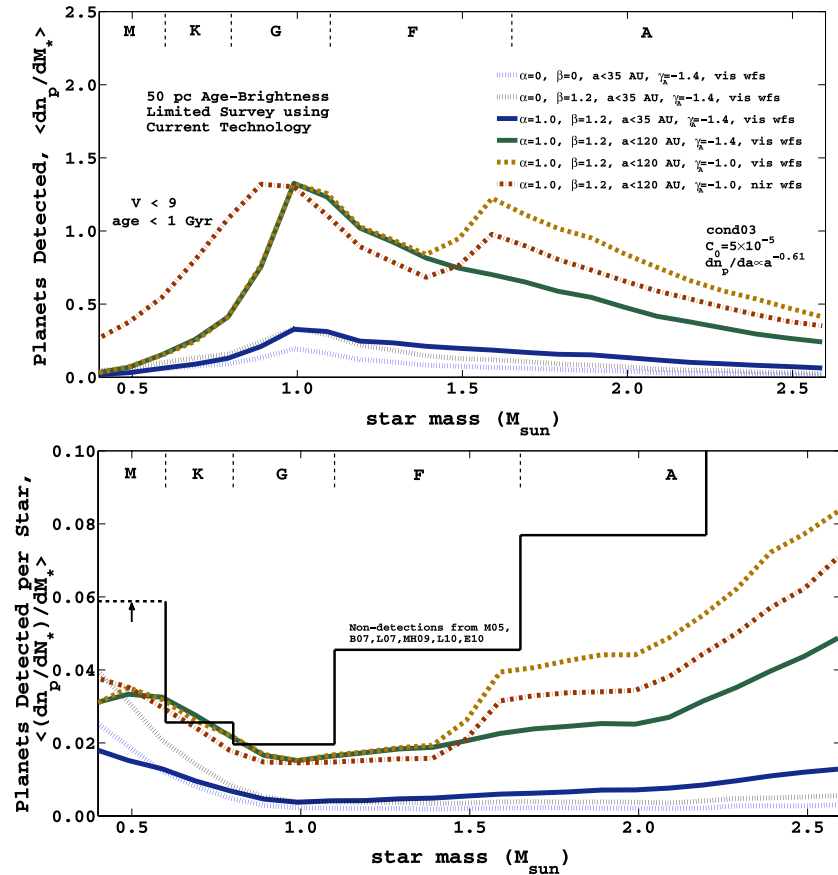 M K G F A
2.5
2.0
1.5
1.0
0.5
0.0
Planets Detected, <dn_p/dM_*>
50 pc Age-Brightness
Limited Survey using
Current Technology
V < 9
age < 1 Gyr
α=0, β=0, a<35 AU, γ_A=-1.4, vis wfs
α=0, β=1.2, a<35 AU, γ_A=-1.4, vis wfs
α=1.0, β=1.2, a<35 AU, γ_A=-1.4, vis wfs
α=1.0, β=1.2, a<120 AU, γ_A=-1.4, vis wfs
α=1.0, β=1.2, a<120 AU, γ_A=-1.0, vis wfs
α=1.0, β=1.2, a<120 AU, γ_A=-1.0, nir wfs
cond03
C_0=5×10^-5
dn_p/da∝a^-0.61
0.5 1.0 1.5 2.0 2.5
star mass (M_sun)
M K G F A
0.10
0.08
0.06
0.04
0.02
0.00
Planets Detected per Star,
<(dn_p/dN_*)/dM_*>
Non-detections from M05,
B07,L07,MH09,L10,E10
0.5 1.0 1.5 2.0 2.5
star mass (M_sun)